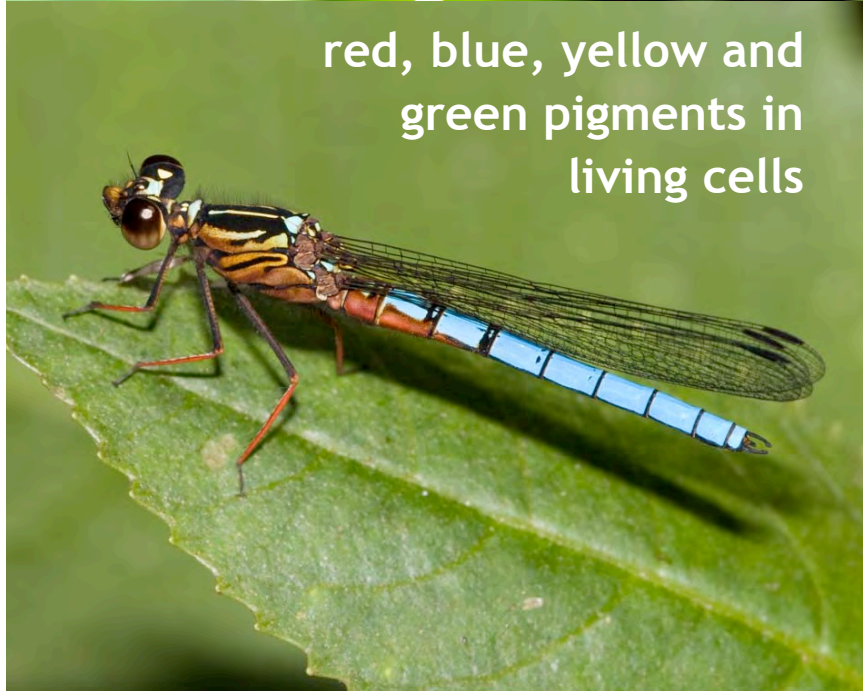 red, blue, yellow and
green pigments in
living cells